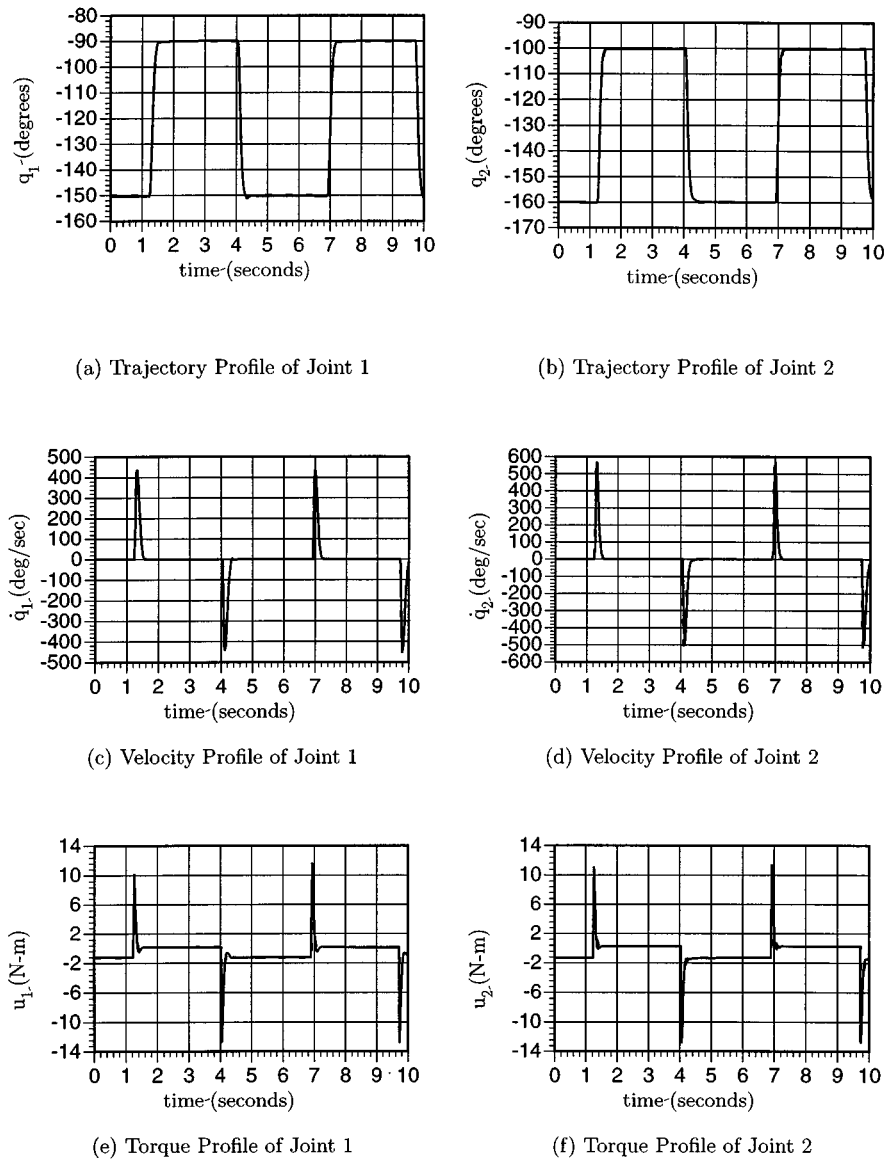 -80
-90
-100
-110
-120
-130
-140
-150
-160
q1-(degrees)
0 1 2 3 4 5 6 7 8 9 10
time-(seconds)
(a) Trajectory Profile of Joint 1
-90
-100
-110
-120
-130
-140
-150
-160
-170
q2-(degrees)
0 1 2 3 4 5 6 7 8 9 10
time-(seconds)
(b) Trajectory Profile of Joint 2
500
400
300
200
100
0
-100
-200
-300
-400
-500
q̇1-(deg/sec)
0 1 2 3 4 5 6 7 8 9 10
time-(seconds)
(c) Velocity Profile of Joint 1
600
500
400
300
200
100
0
-100
-200
-300
-400
-500
-600
q̇2-(deg/sec)
0 1 2 3 4 5 6 7 8 9 10
time-(seconds)
(d) Velocity Profile of Joint 2
14
10
6
2
-2
-6
-10
-14
u1-(N-m)
0 1 2 3 4 5 6 7 8 9 10
time-(seconds)
(e) Torque Profile of Joint 1
14
10
6
2
-2
-6
-10
-14
u2-(N-m)
0 1 2 3 4 5 6 7 8 9 10
time-(seconds)
(f) Torque Profile of Joint 2